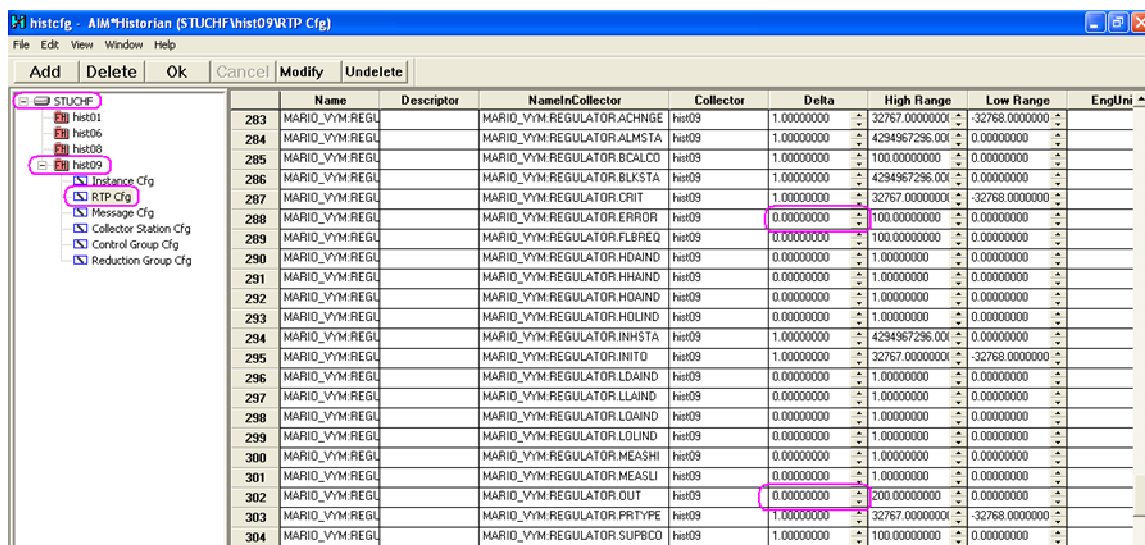 histcfg - AIM*Historian (STUCHF\hist09\RTP Cfg)
File Edit View Window Help
Add Delete Ok Cancel Modify Undelete
STUCHF
hist01
hist06
hist08
hist09
Instance Cfg
RTP Cfg
Message Cfg
Collector Station Cfg
Control Group Cfg
Reduction Group Cfg
Name Descriptor NameInCollector Collector Delta High Range Low Range EngUni
283 MARIO_VYM:REGU MARIO_VYM:REGULATOR.ACHNGE hist09 1.00000000 32767.00000000 -32768.0000000
284 MARIO_VYM:REGU MARIO_VYM:REGULATOR.ALMSTA hist09 1.00000000 4294967296.00( 0.00000000
285 MARIO_VYM:REGU MARIO_VYM:REGULATOR.BCALCO hist09 1.00000000 100.00000000 0.00000000
286 MARIO_VYM:REGU MARIO_VYM:REGULATOR.BLKSTA hist09 1.00000000 4294967296.00( 0.00000000
287 MARIO_VYM:REGU MARIO_VYM:REGULATOR.CRIT hist09 1.00000000 32767.00000000 -32768.0000000
288 MARIO_VYM:REGU MARIO_VYM:REGULATOR.ERROR hist09 0.00000000 100.00000000 0.00000000
289 MARIO_VYM:REGU MARIO_VYM:REGULATOR.FLBREQ hist09 0.00000000 100.00000000 0.00000000
290 MARIO_VYM:REGU MARIO_VYM:REGULATOR.HDAIND hist09 0.00000000 1.00000000 0.00000000
291 MARIO_VYM:REGU MARIO_VYM:REGULATOR.HHAIND hist09 0.00000000 1.00000000 0.00000000
292 MARIO_VYM:REGU MARIO_VYM:REGULATOR.HOAIND hist09 0.00000000 1.00000000 0.00000000
293 MARIO_VYM:REGU MARIO_VYM:REGULATOR.HOLIND hist09 0.00000000 1.00000000 0.00000000
294 MARIO_VYM:REGU MARIO_VYM:REGULATOR.INHSTA hist09 1.00000000 4294967296.00( 0.00000000
295 MARIO_VYM:REGU MARIO_VYM:REGULATOR.INITO hist09 1.00000000 32767.00000000 -32768.0000000
296 MARIO_VYM:REGU MARIO_VYM:REGULATOR.LDAIND hist09 0.00000000 1.00000000 0.00000000
297 MARIO_VYM:REGU MARIO_VYM:REGULATOR.LLAIND hist09 0.00000000 1.00000000 0.00000000
298 MARIO_VYM:REGU MARIO_VYM:REGULATOR.LOAIND hist09 0.00000000 1.00000000 0.00000000
299 MARIO_VYM:REGU MARIO_VYM:REGULATOR.LOLIND hist09 0.00000000 1.00000000 0.00000000
300 MARIO_VYM:REGU MARIO_VYM:REGULATOR.MEASHI hist09 0.00000000 1.00000000 0.00000000
301 MARIO_VYM:REGU MARIO_VYM:REGULATOR.MEASLI hist09 0.00000000 1.00000000 0.00000000
302 MARIO_VYM:REGU MARIO_VYM:REGULATOR.OUT hist09 0.00000000 200.00000000 0.00000000
303 MARIO_VYM:REGU MARIO_VYM:REGULATOR.PRTYPE hist09 1.00000000 32767.00000000 -32768.0000000
304 MARIO_VYM:REGU MARIO_VYM:REGULATOR.SUPBCO hist09 1.00000000 100.00000000 0.00000000